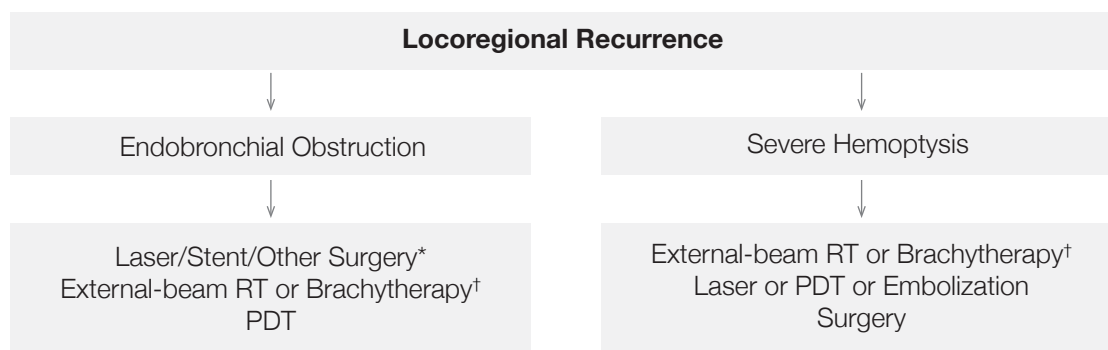 Locoregional Recurrence
Endobronchial Obstruction
Severe Hemoptysis
Laser/Stent/Other Surgery*
External-beam RT or Brachytherapy†
PDT
External-beam RT or Brachytherapy†
Laser or PDT or Embolization
Surgery